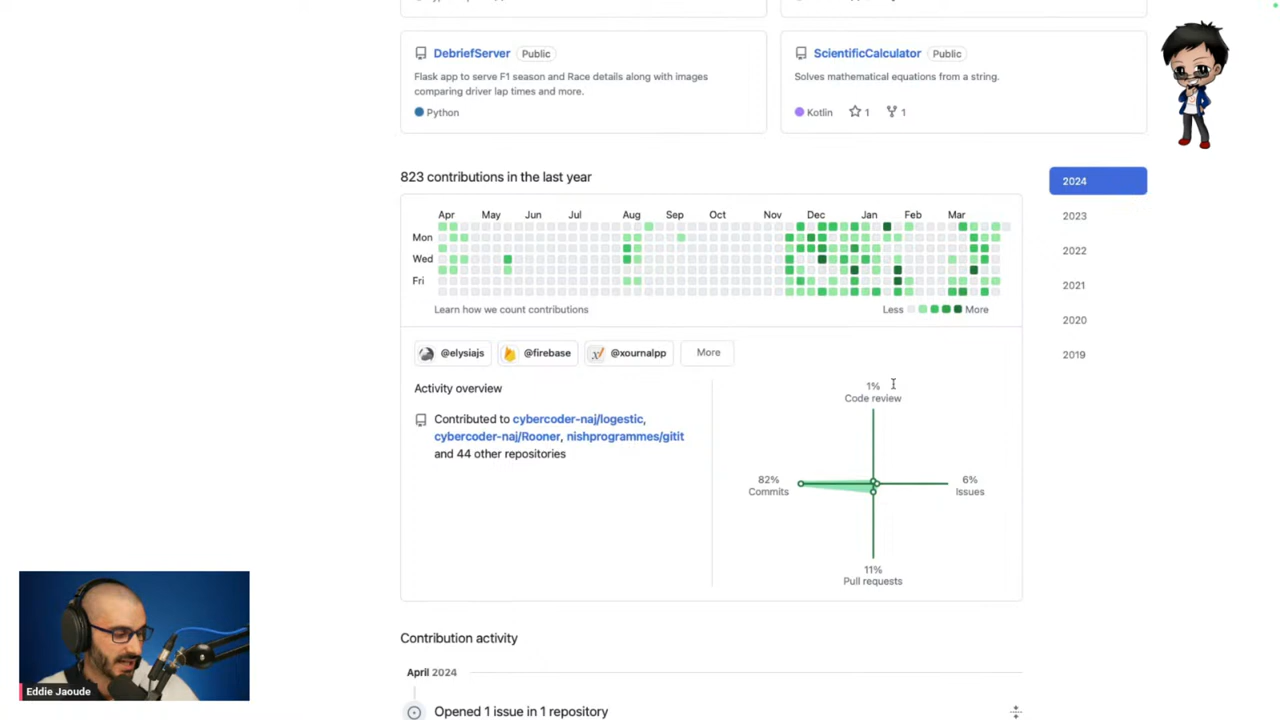 DebriefServer Public
Flask app to serve F1 season and Race details along with images
comparing driver lap times and more.
Python
ScientificCalculator Public
Solves mathematical equations from a string.
Kotlin 1 1
823 contributions in the last year
Apr May Jun Jul Aug Sep Oct Nov Dec Jan Feb Mar
Mon
Wed
Fri
Learn how we count contributions
Less More
2024
2023
2022
2021
2020
2019
@elysiajs @firebase @xournalpp More
Activity overview
Contributed to cybercoder-naj/logestic,
cybercoder-naj/Rooner, nishprogrammes/gitit
and 44 other repositories
1%
Code review
82%
Commits
6%
Issues
11%
Pull requests
Contribution activity
April 2024
Opened 1 issue in 1 repository
Eddie Jaoude